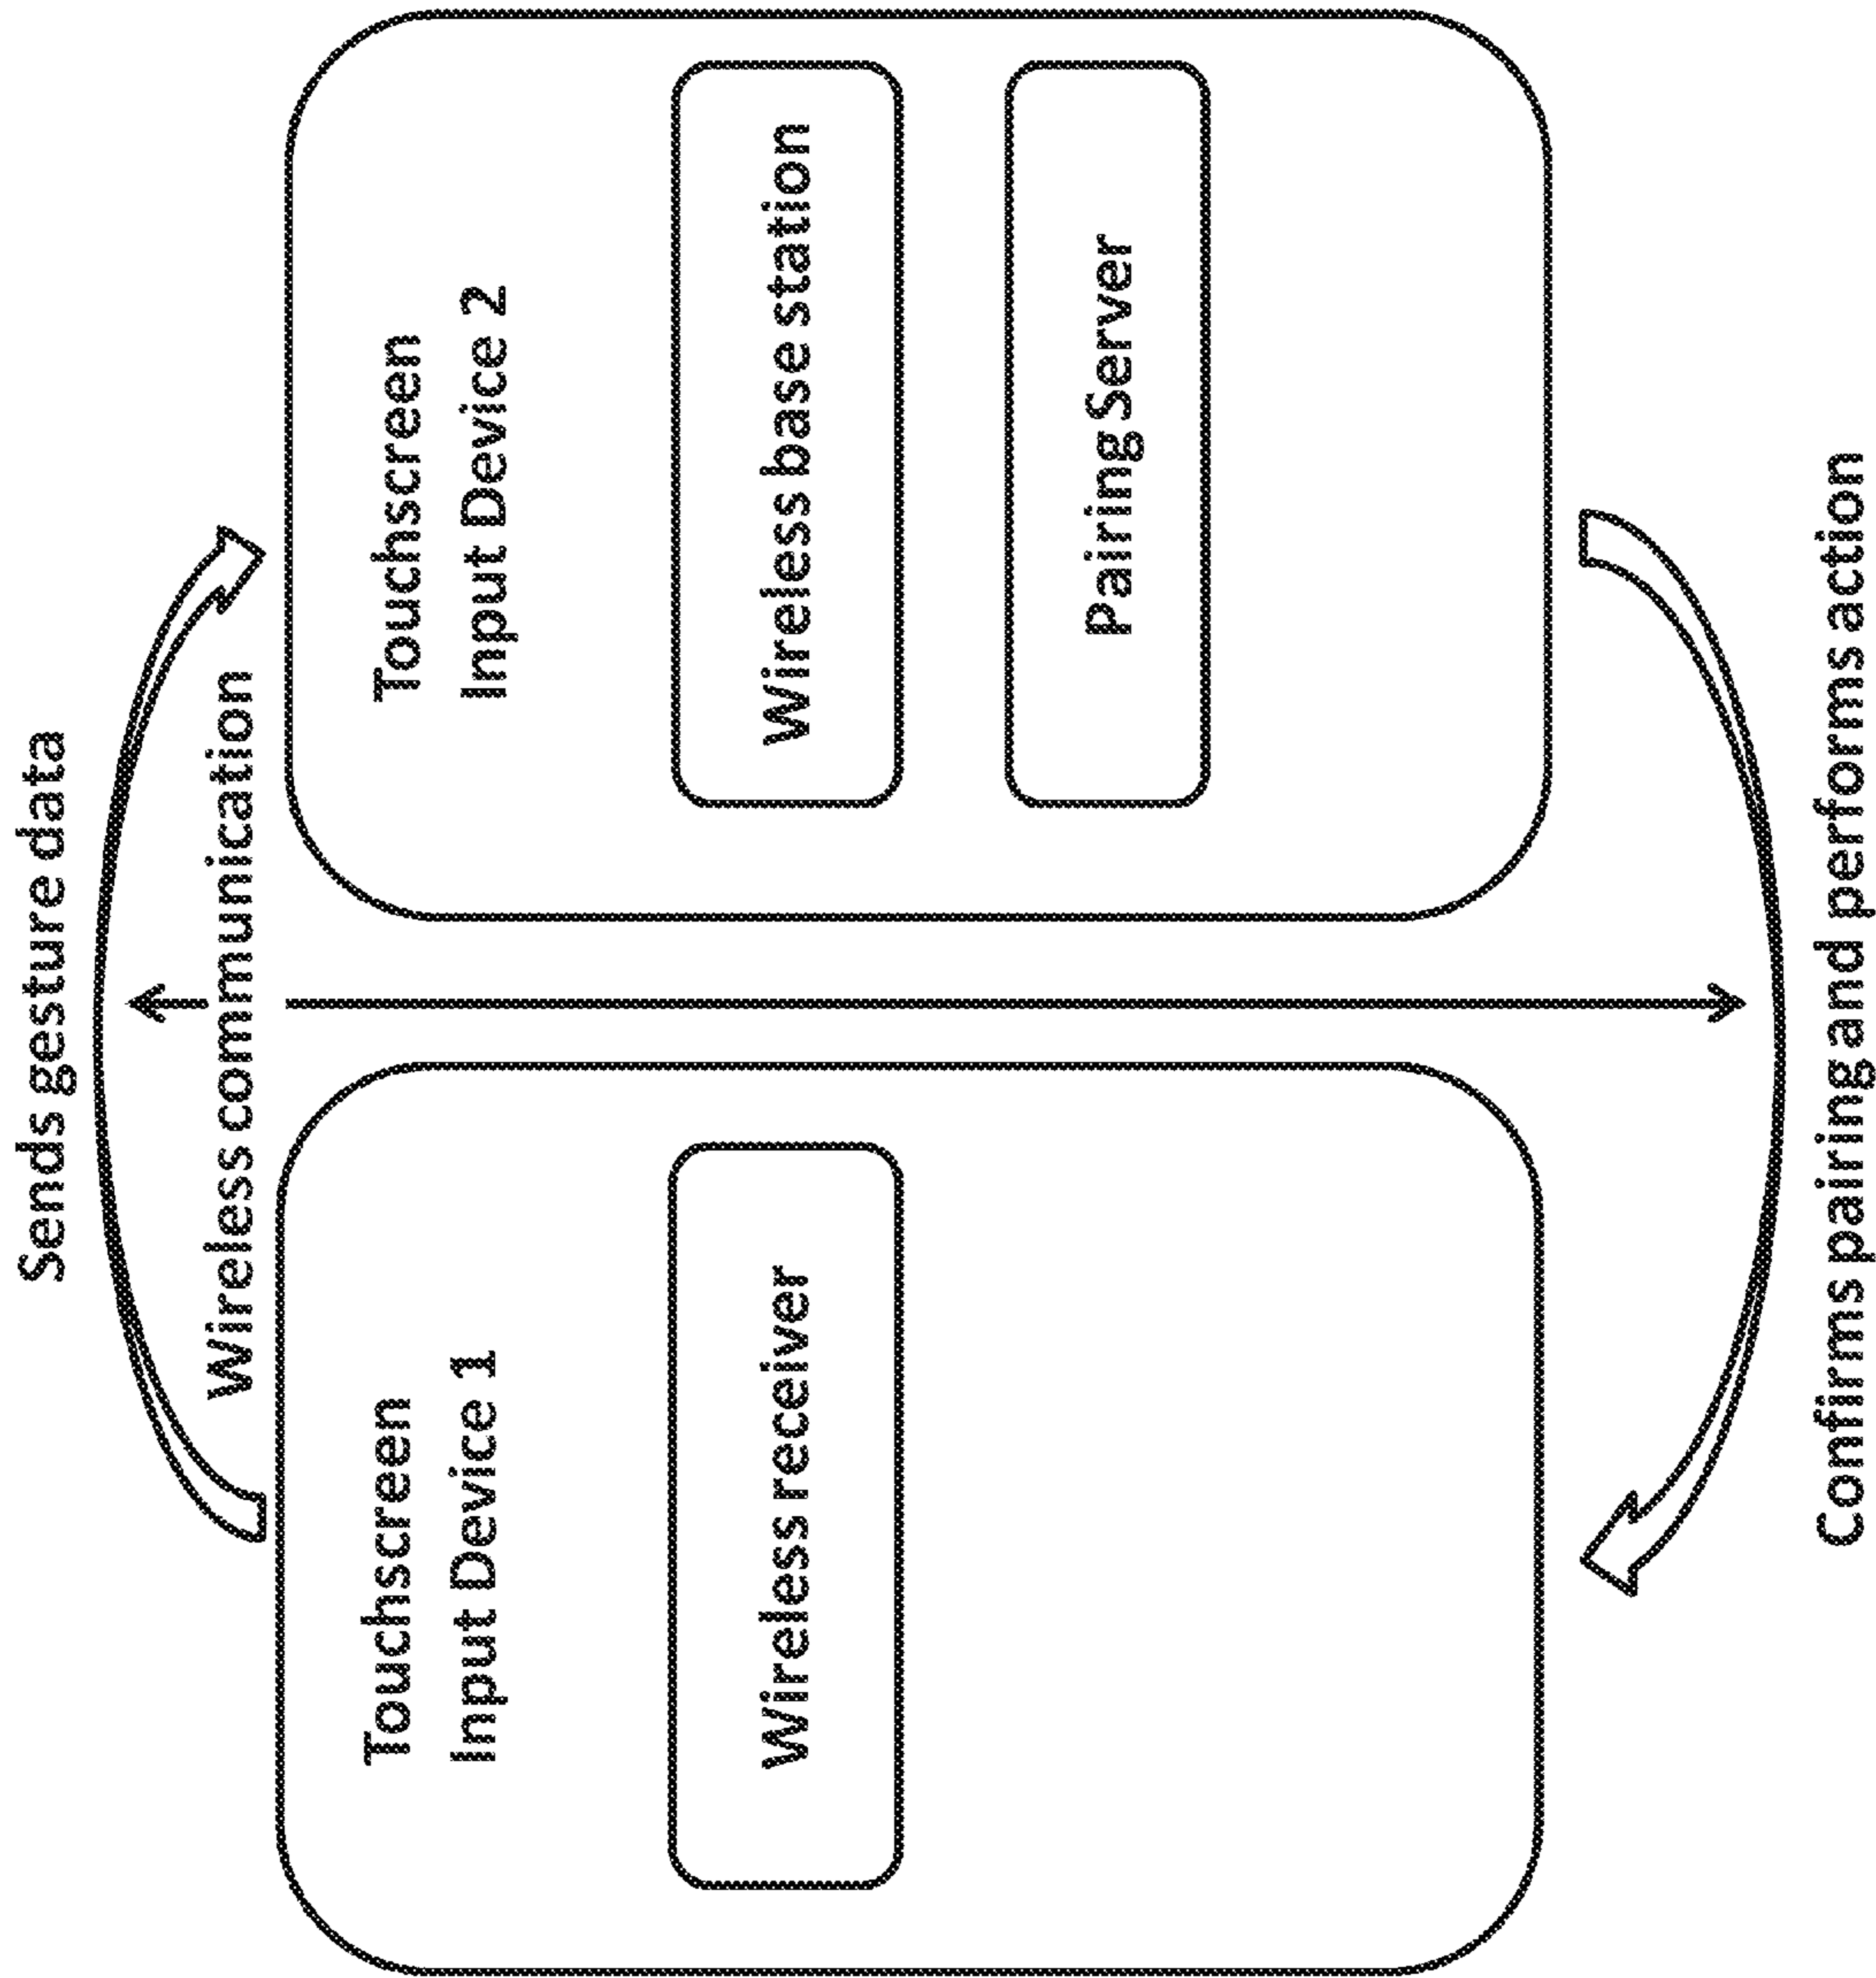 Sends gesture data
Wireless communication
Touchscreen
Input Device 1
Wireless receiver
Touchscreen
Input Device 2
Wireless base station
Pairing Server
Confirms pairing and performs action